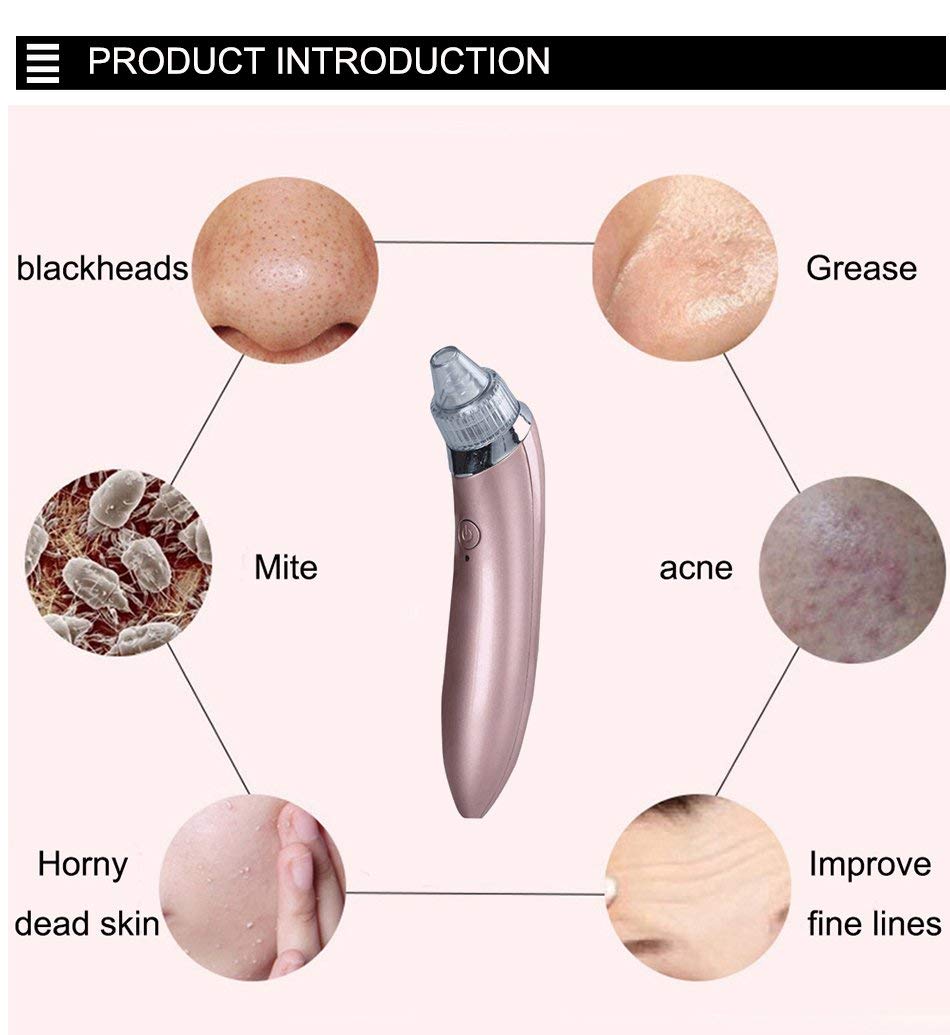 PRODUCT INTRODUCTION
blackheads
Grease
Mite
acne
Horny
dead skin
Improve
fine lines